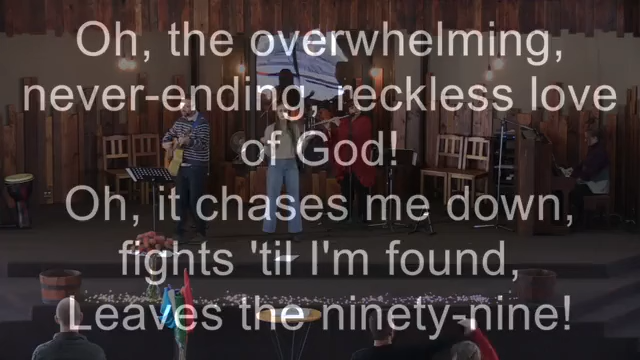 Oh, the overwhelming,
never-ending, reckless love
of God!
Oh, it chases me down,
fights 'til I'm found,
Leaves the ninety-nine!